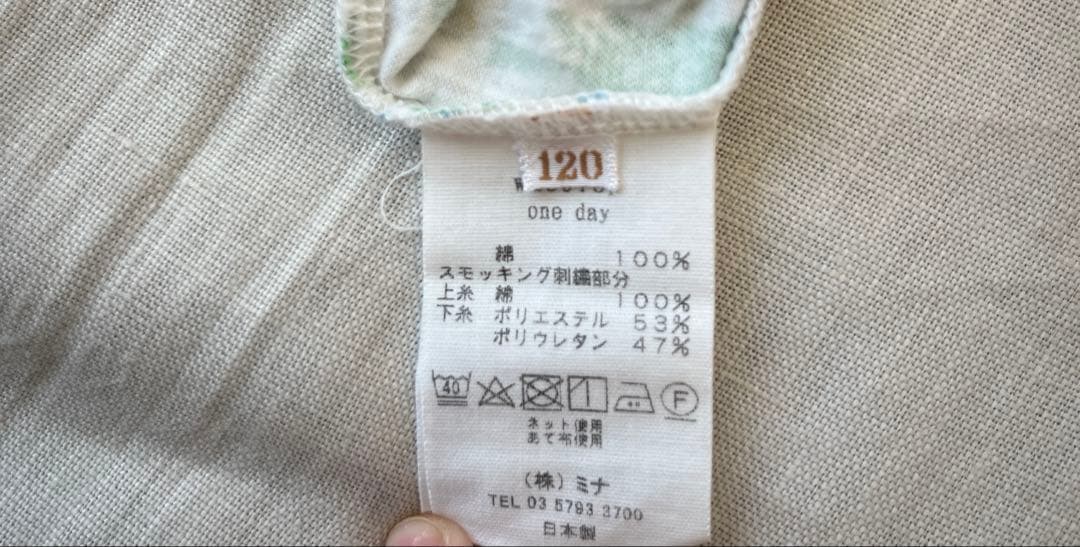 120
one day
綿 100%
スモッキング刺繍部分
上糸 綿 100%
下糸 ポリエステル 53%
ポリウレタン 47%
40 F
ネット使用
あて布使用
(株)ミナ
TEL 03 5793 3700
日本製